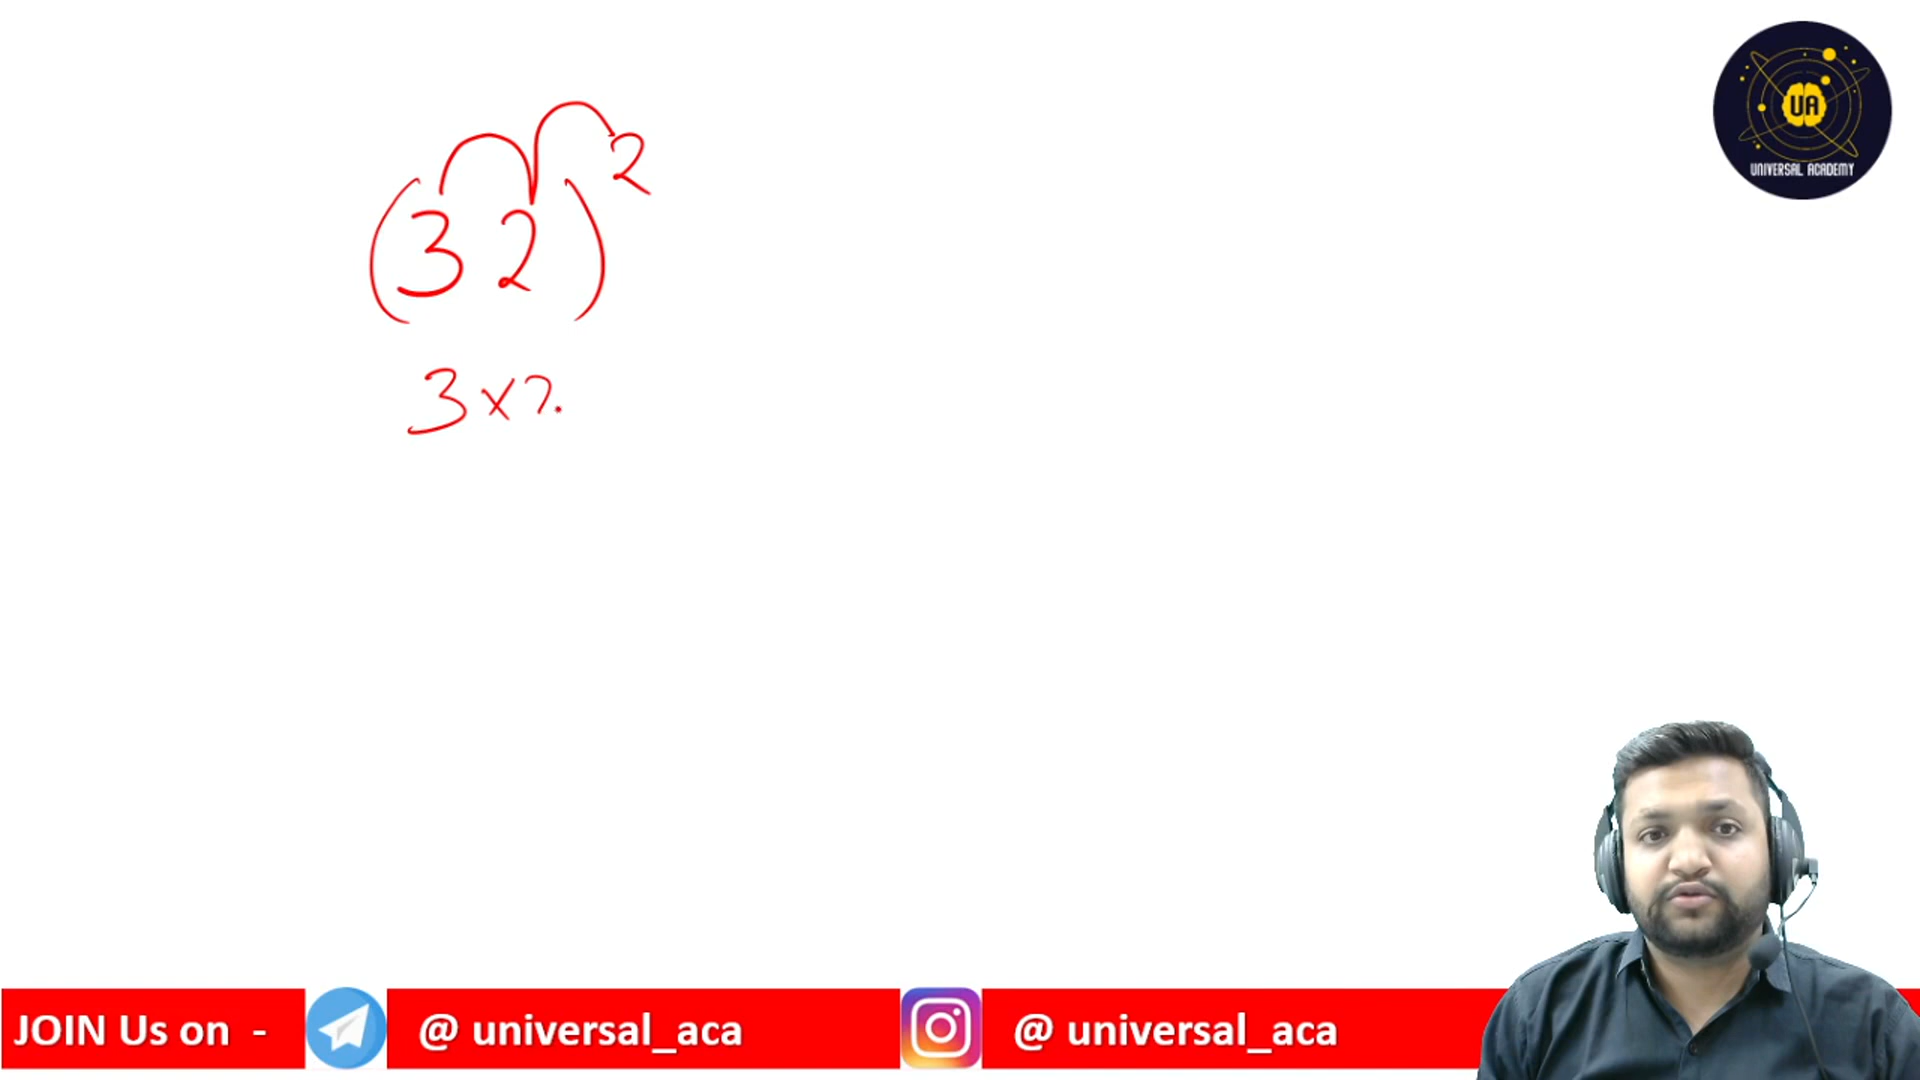 (32)²
3×2
UA
UNIVERSAL ACADEMY
JOIN Us on - @ universal_aca @ universal_aca